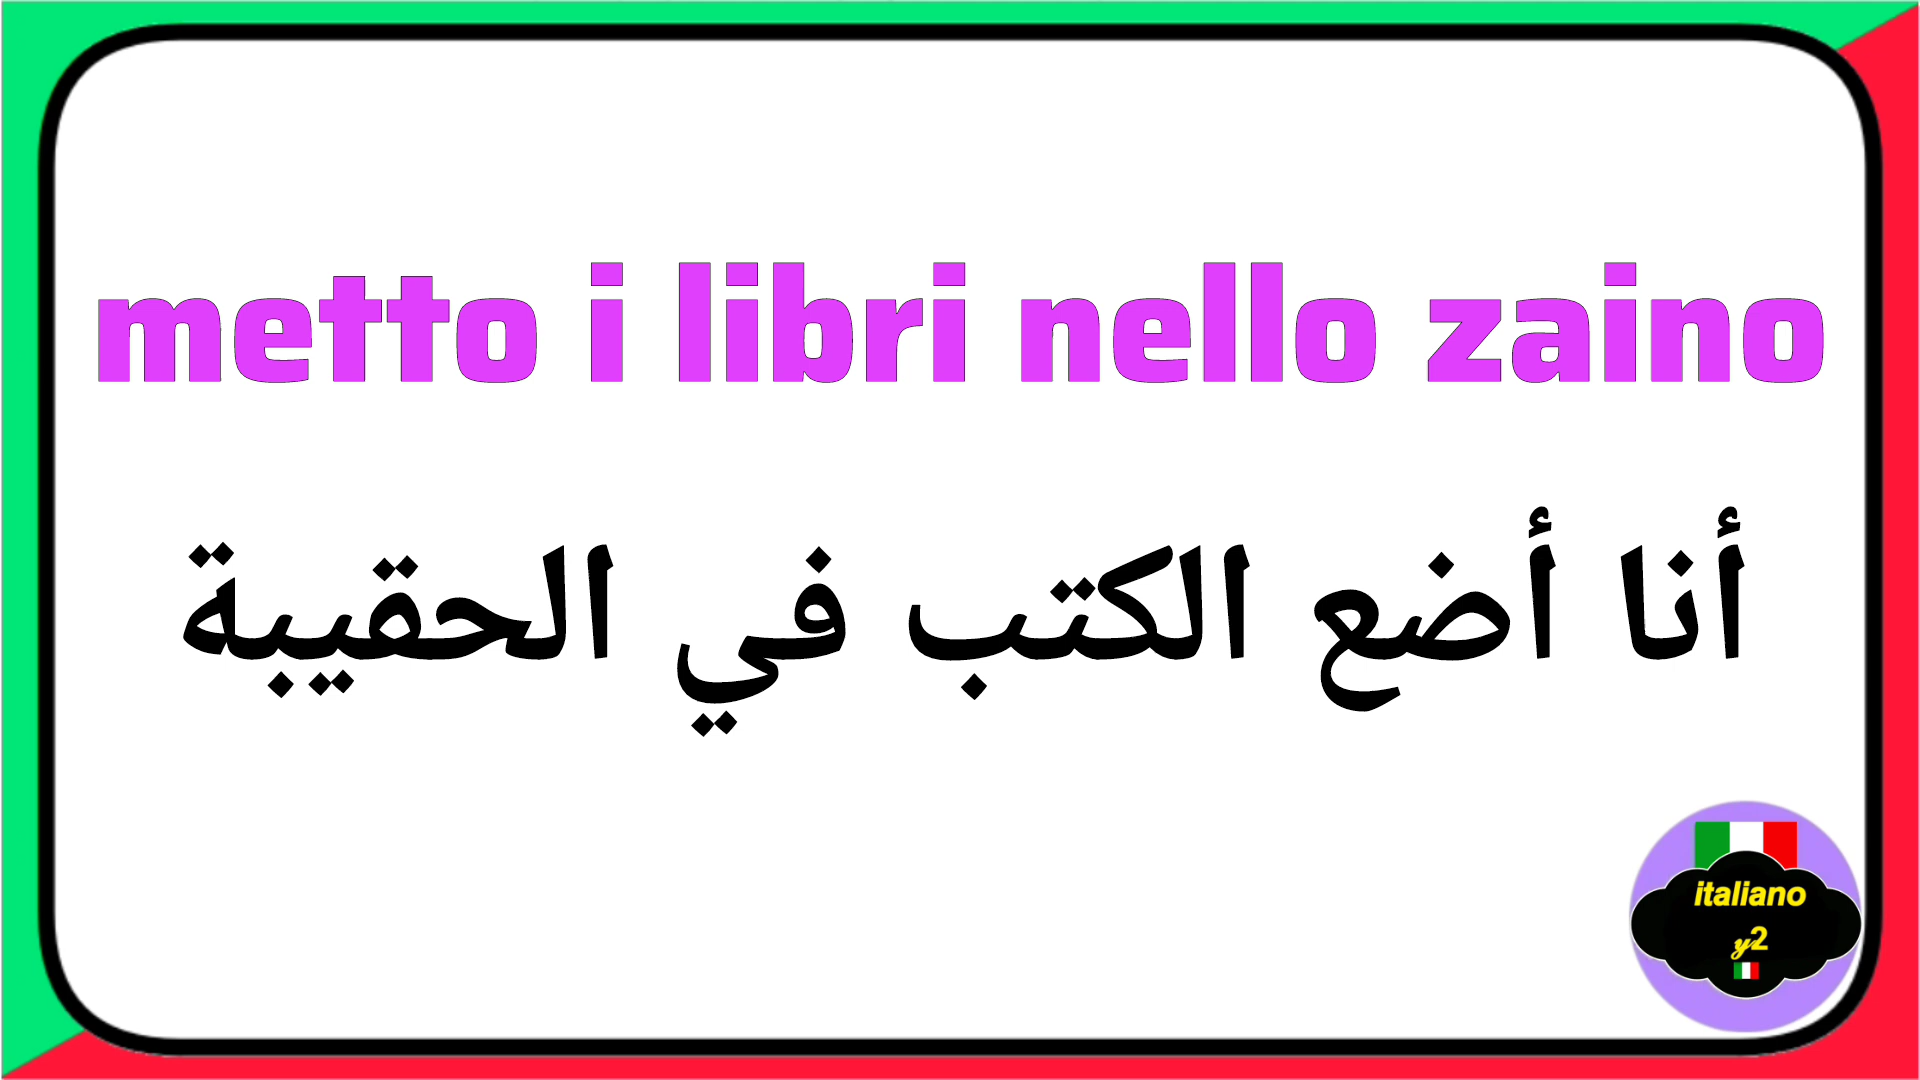 metto i libri nello zaino
أنا أضع الكتب في الحقيبة
italiano
y2